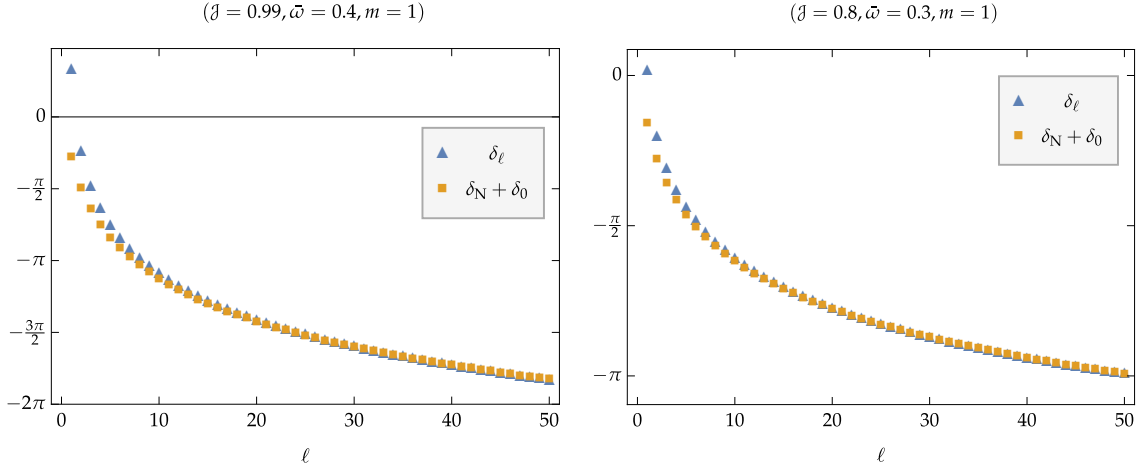 (𝒥 = 0.99, ω̄ = 0.4, m = 1)
0
−π/2
−π
−3π/2
−2π
0 10 20 30 40 50
ℓ
δℓ
δN + δ0
(𝒥 = 0.8, ω̄ = 0.3, m = 1)
0
−π/2
−π
0 10 20 30 40 50
ℓ
δℓ
δN + δ0